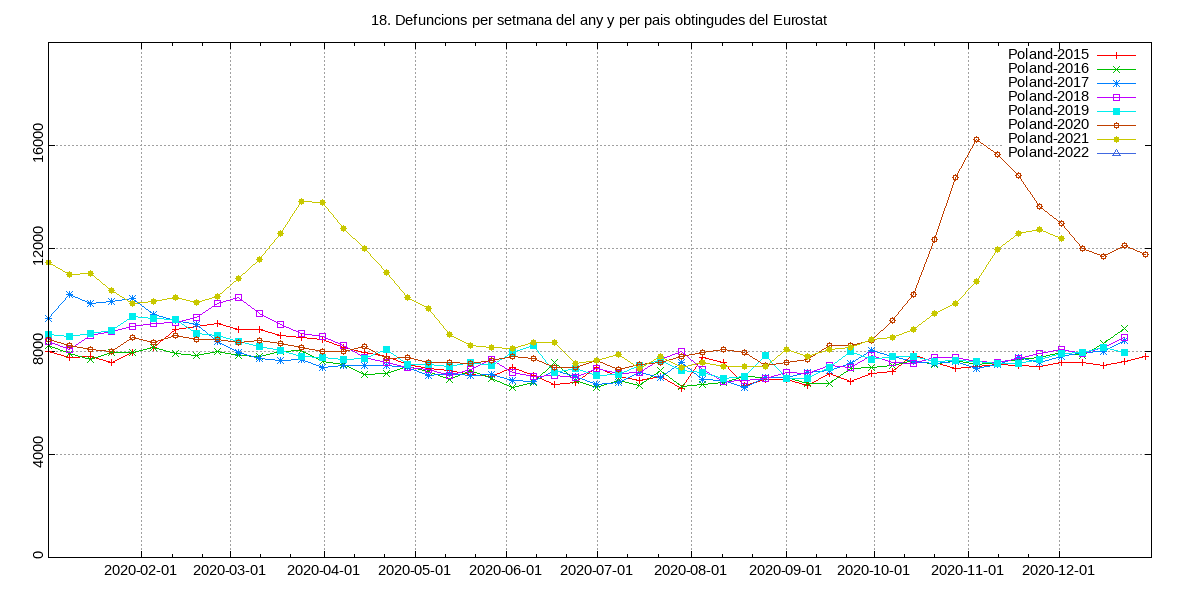 18. Defuncions per setmana del any y per pais obtingudes del Eurostat
Poland-2015
Poland-2016
Poland-2017
Poland-2018
Poland-2019
Poland-2020
Poland-2021
Poland-2022
16000
12000
8000
4000
0
2020-02-01 2020-03-01 2020-04-01 2020-05-01 2020-06-01 2020-07-01 2020-08-01 2020-09-01 2020-10-01 2020-11-01 2020-12-01